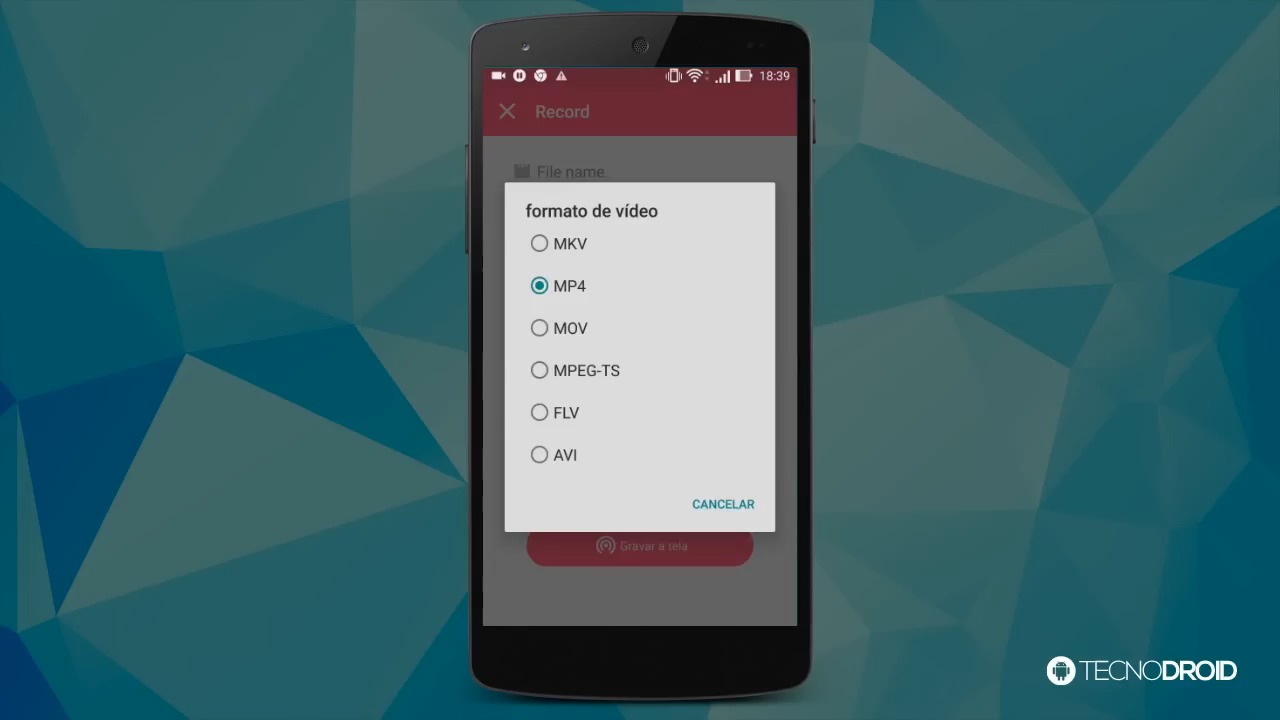 18:39
Record
File name.
formato de vídeo
MKV
MP4
MOV
MPEG-TS
FLV
AVI
CANCELAR
Gravar a tela
TECNODROID